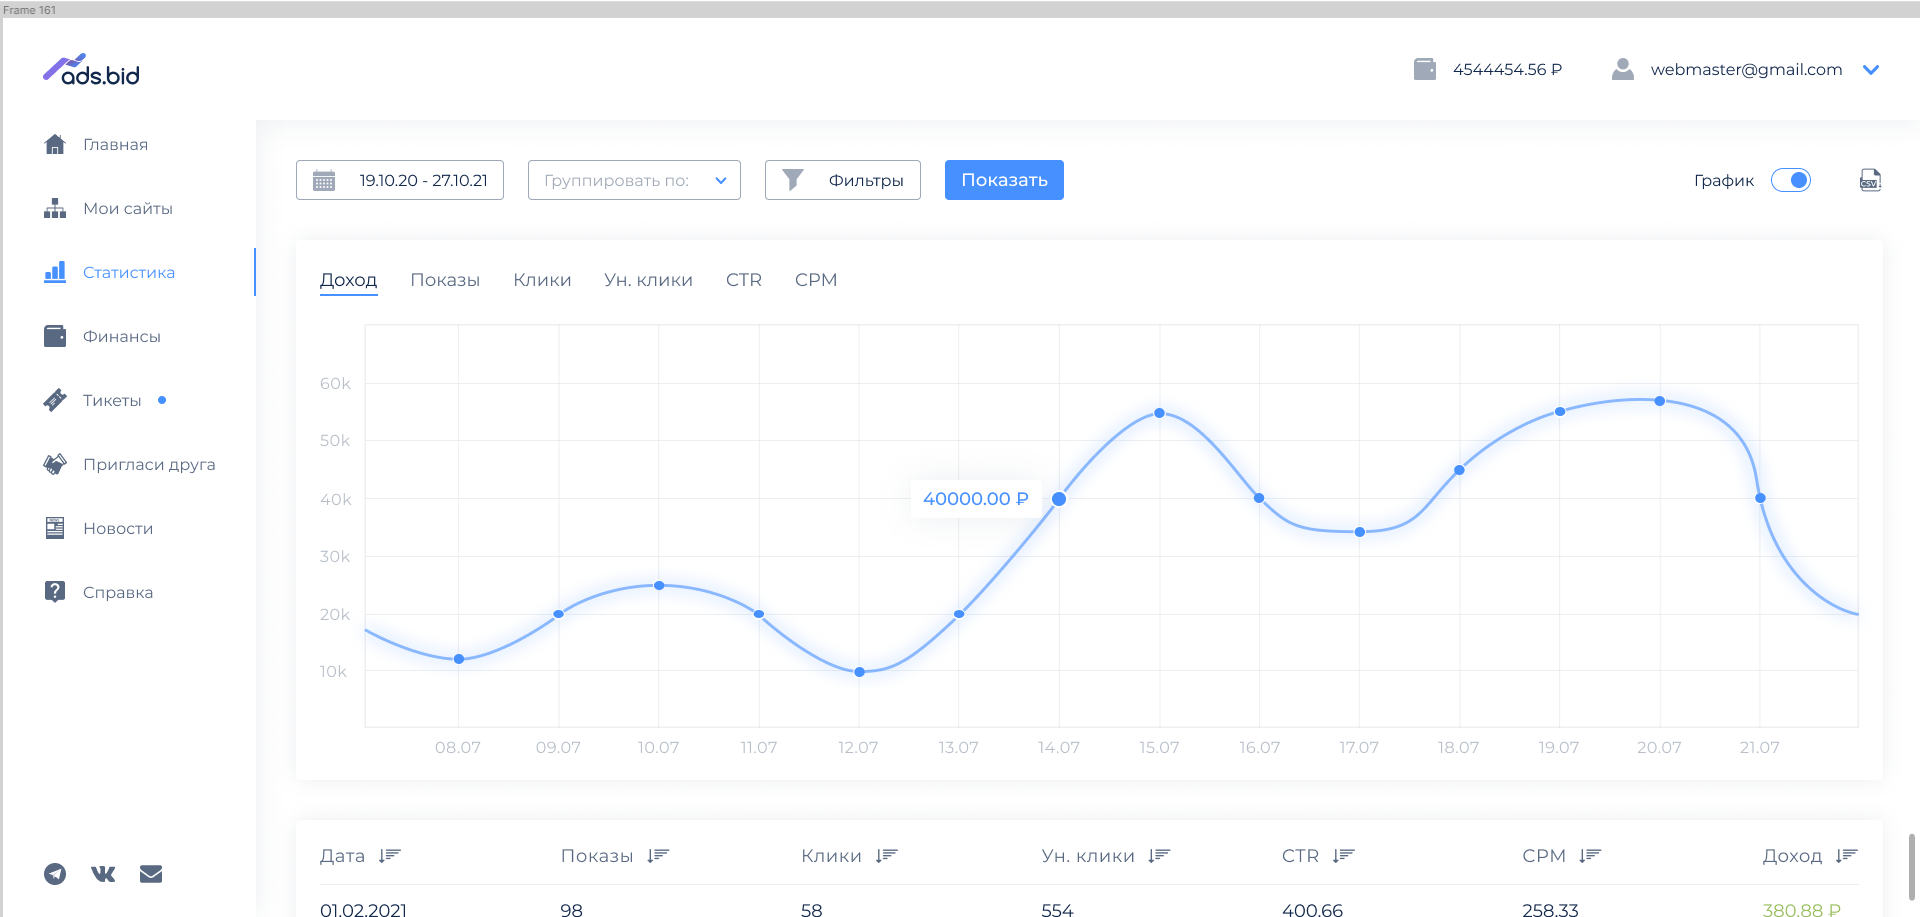 Frame 161
ads.bid
4544454.56 ₽
webmaster@gmail.com
Главная
Мои сайты
Статистика
Финансы
Тикеты
Пригласи друга
Новости
Справка
19.10.20 - 27.10.21
Группировать по:
Фильтры
Показать
График
CSV
Доход
Показы
Клики
Ун. клики
CTR
CPM
60k
50k
40k
30k
20k
10k
40000.00 ₽
08.07
09.07
10.07
11.07
12.07
13.07
14.07
15.07
16.07
17.07
18.07
19.07
20.07
21.07
Дата
Показы
Клики
Ун. клики
CTR
CPM
Доход
01.02.2021
98
58
554
400.66
258.33
380.88 ₽